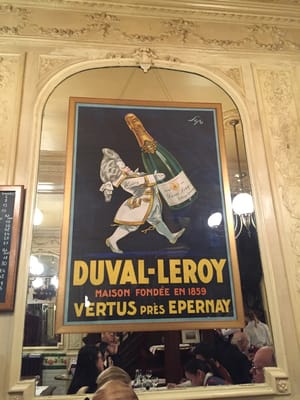 DUVAL-LEROY
MAISON FONDÉE EN 1859
VERTUS PRÈS EPERNAY